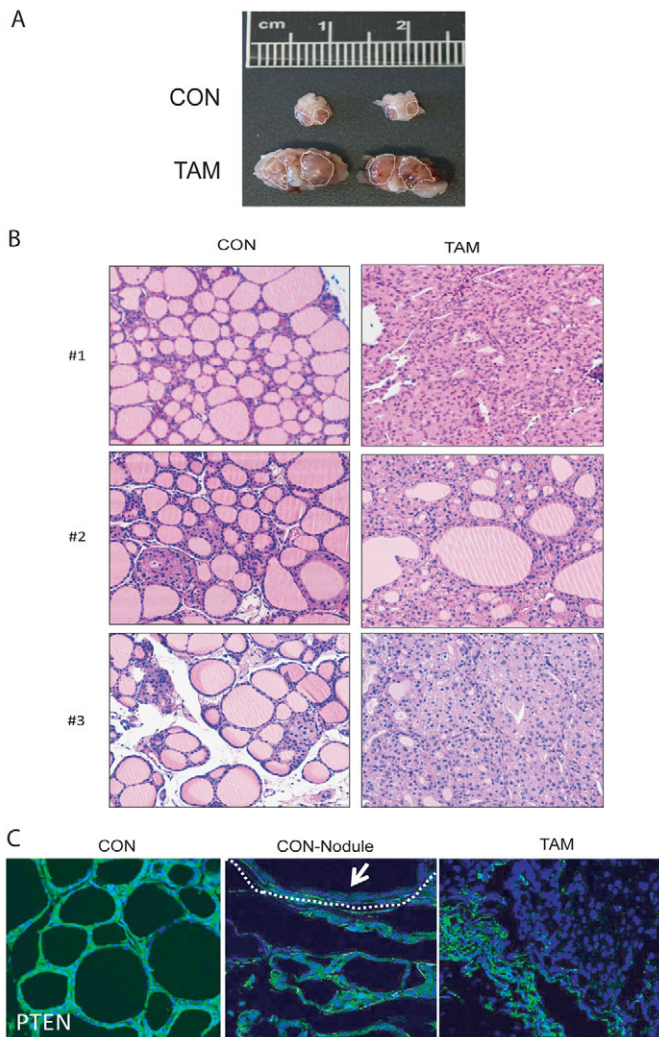 A
cm 1 2
CON
TAM
B
CON TAM
#1
#2
#3
C
CON CON-Nodule TAM
PTEN